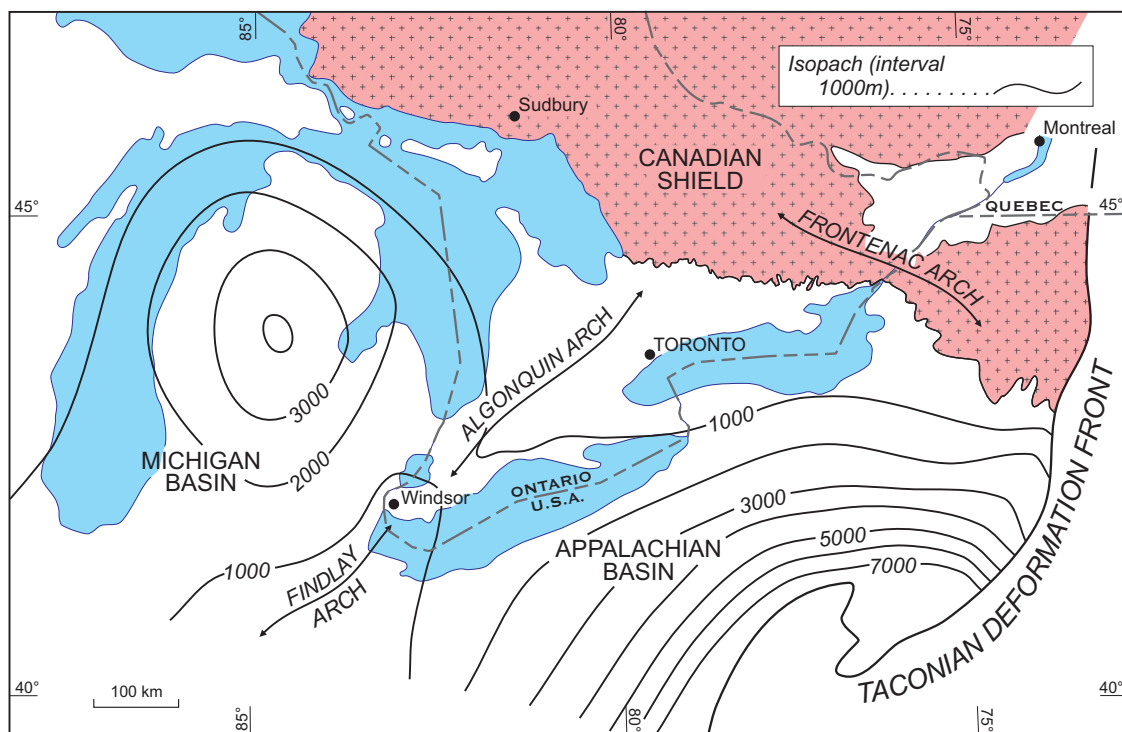 85°
80°
75°
Isopach (interval
1000m).........
Sudbury
Montreal
CANADIAN
SHIELD
45°
45°
QUEBEC
FRONTENAC ARCH
ALGONQUIN ARCH
TORONTO
3000
1000
MICHIGAN
BASIN
2000
ONTARIO
U.S.A.
Windsor
3000
APPALACHIAN
BASIN
5000
1000
FINDLAY
ARCH
7000
TACONIAN DEFORMATION FRONT
40°
40°
100 km
85°
80°
75°